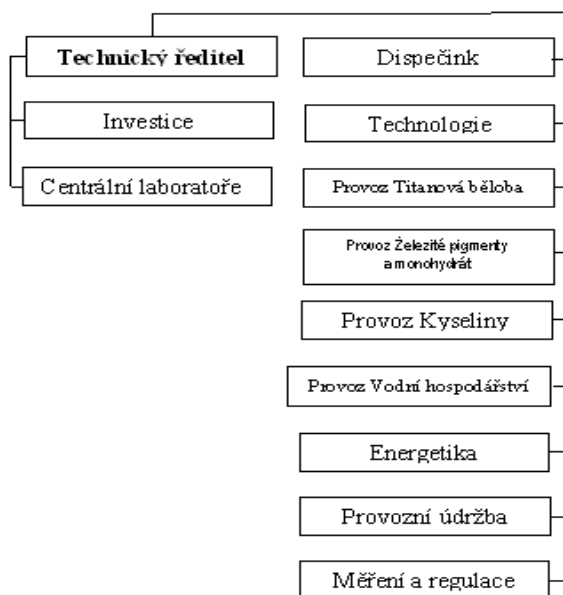 Technický ředitel
Investice
Centrální laboratoře
Dispečink
Technologie
Provoz Titanová běloba
Provoz Železité pigmenty
a monohydrát
Provoz Kyseliny
Provoz Vodní hospodářství
Energetika
Provozní údržba
Měření a regulace